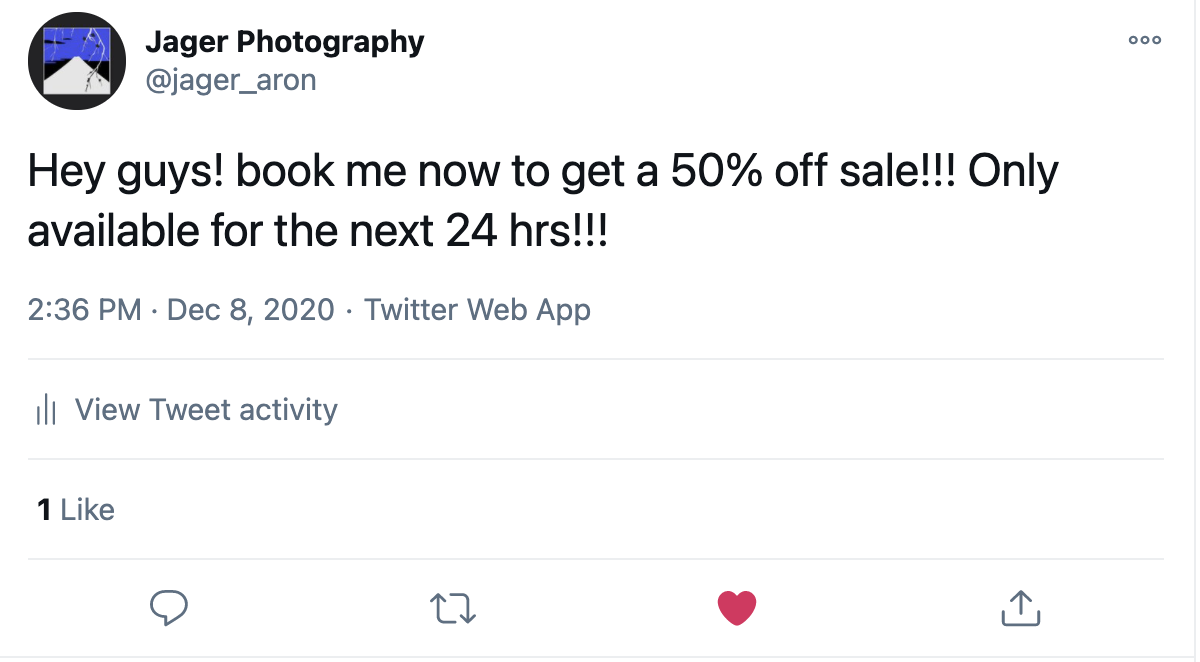 Jager Photography
@jager_aron
Hey guys! book me now to get a 50% off sale!!! Only
available for the next 24 hrs!!!
2:36 PM · Dec 8, 2020 · Twitter Web App
View Tweet activity
1 Like